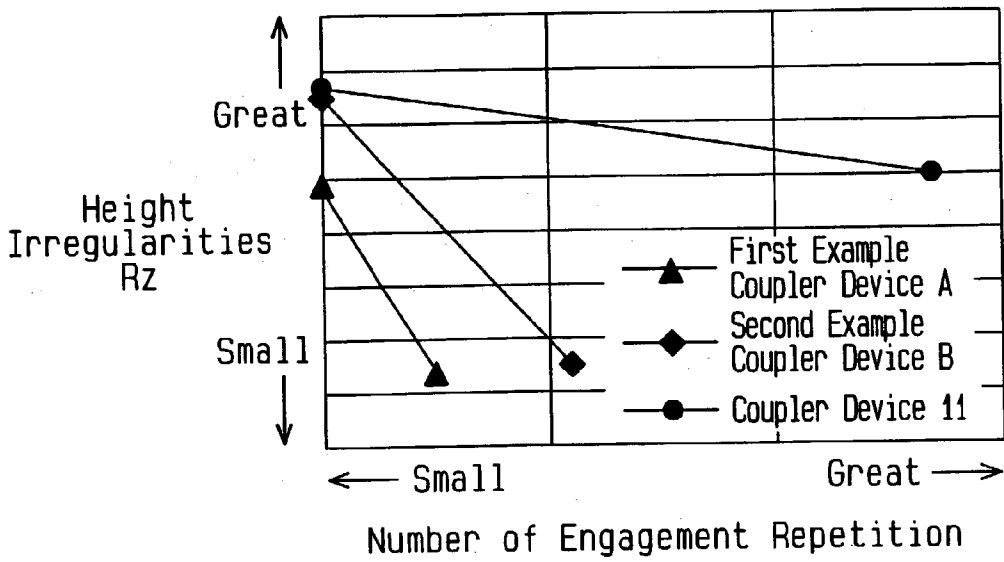 Great
Height
Irregularities
Rz
Small
First Example
Coupler Device A
Second Example
Coupler Device B
Coupler Device 11
Small
Great
Number of Engagement Repetition